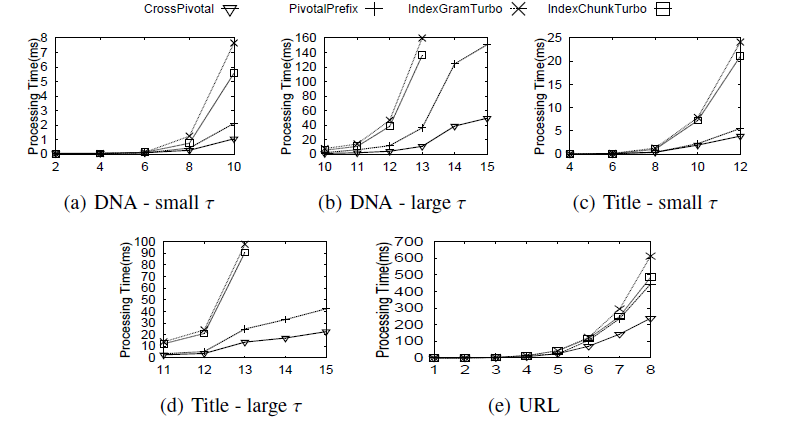 CrossPivotal PivotalPrefix IndexGramTurbo IndexChunkTurbo
Processing Time(ms)
0 1 2 3 4 5 6 7 8
2 4 6 8 10
(a) DNA - small τ
Processing Time(ms)
0 20 40 60 80 100 120 140 160
10 11 12 13 14 15
(b) DNA - large τ
Processing Time(ms)
0 5 10 15 20 25
4 6 8 10 12
(c) Title - small τ
Processing Time(ms)
0 10 20 30 40 50 60 70 80 90 100
11 12 13 14 15
(d) Title - large τ
Processing Time(ms)
0 100 200 300 400 500 600 700
1 2 3 4 5 6 7 8
(e) URL